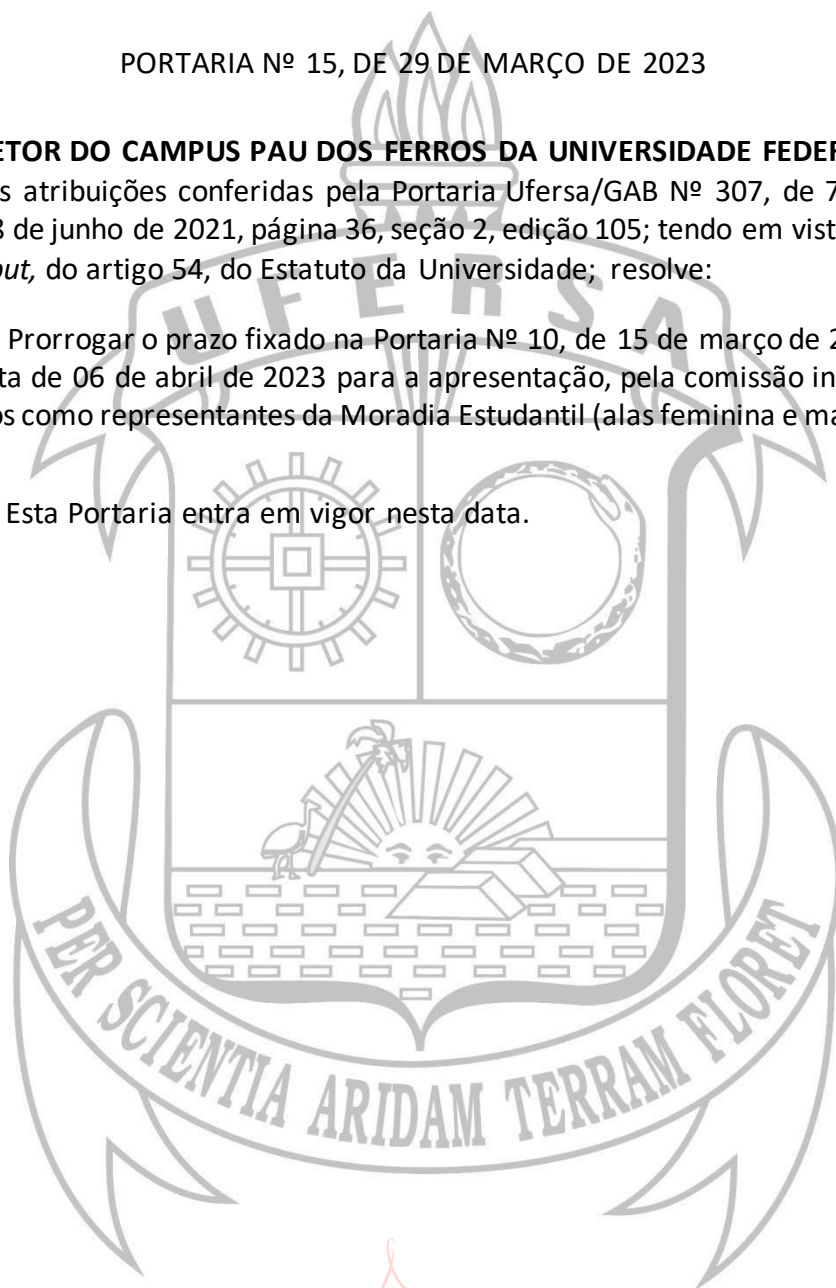 PORTARIA Nº 15, DE 29 DE MARÇO DE 2023
ETOR DO CAMPUS PAU DOS FERROS DA UNIVERSIDADE FEDER
s atribuições conferidas pela Portaria Ufersa/GAB Nº 307, de 7
8 de junho de 2021, página 36, seção 2, edição 105; tendo em vist
put, do artigo 54, do Estatuto da Universidade; resolve:
UFERSA
Prorrogar o prazo fixado na Portaria Nº 10, de 15 de março de 2
ta de 06 de abril de 2023 para a apresentação, pela comissão in
os como representantes da Moradia Estudantil (alas feminina e ma
Esta Portaria entra em vigor nesta data.
PER SCIENTIA ARIDAM TERRAM FLORET